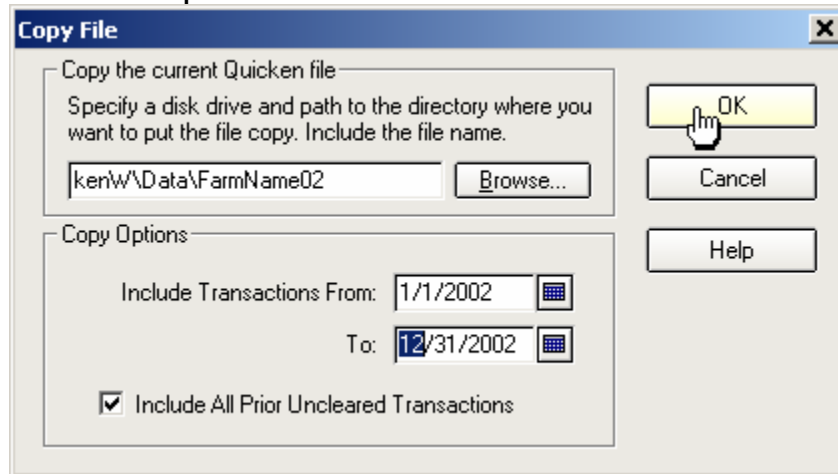 Copy File
Copy the current Quicken file
Specify a disk drive and path to the directory where you
want to put the file copy. Include the file name.
kenW\Data\FarmName02
Browse...
Copy Options
Include Transactions From: 1/1/2002
To: 12/31/2002
Include All Prior Uncleared Transactions
OK
Cancel
Help